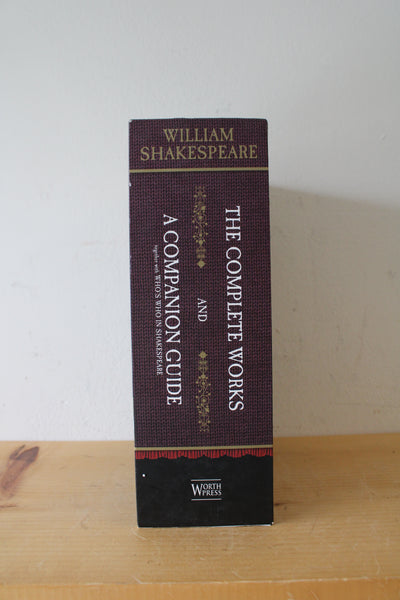 WILLIAM
SHAKESPEARE
THE COMPLETE WORKS
AND
A COMPANION GUIDE
together with WHO'S WHO IN SHAKESPEARE
WORTH
PRESS